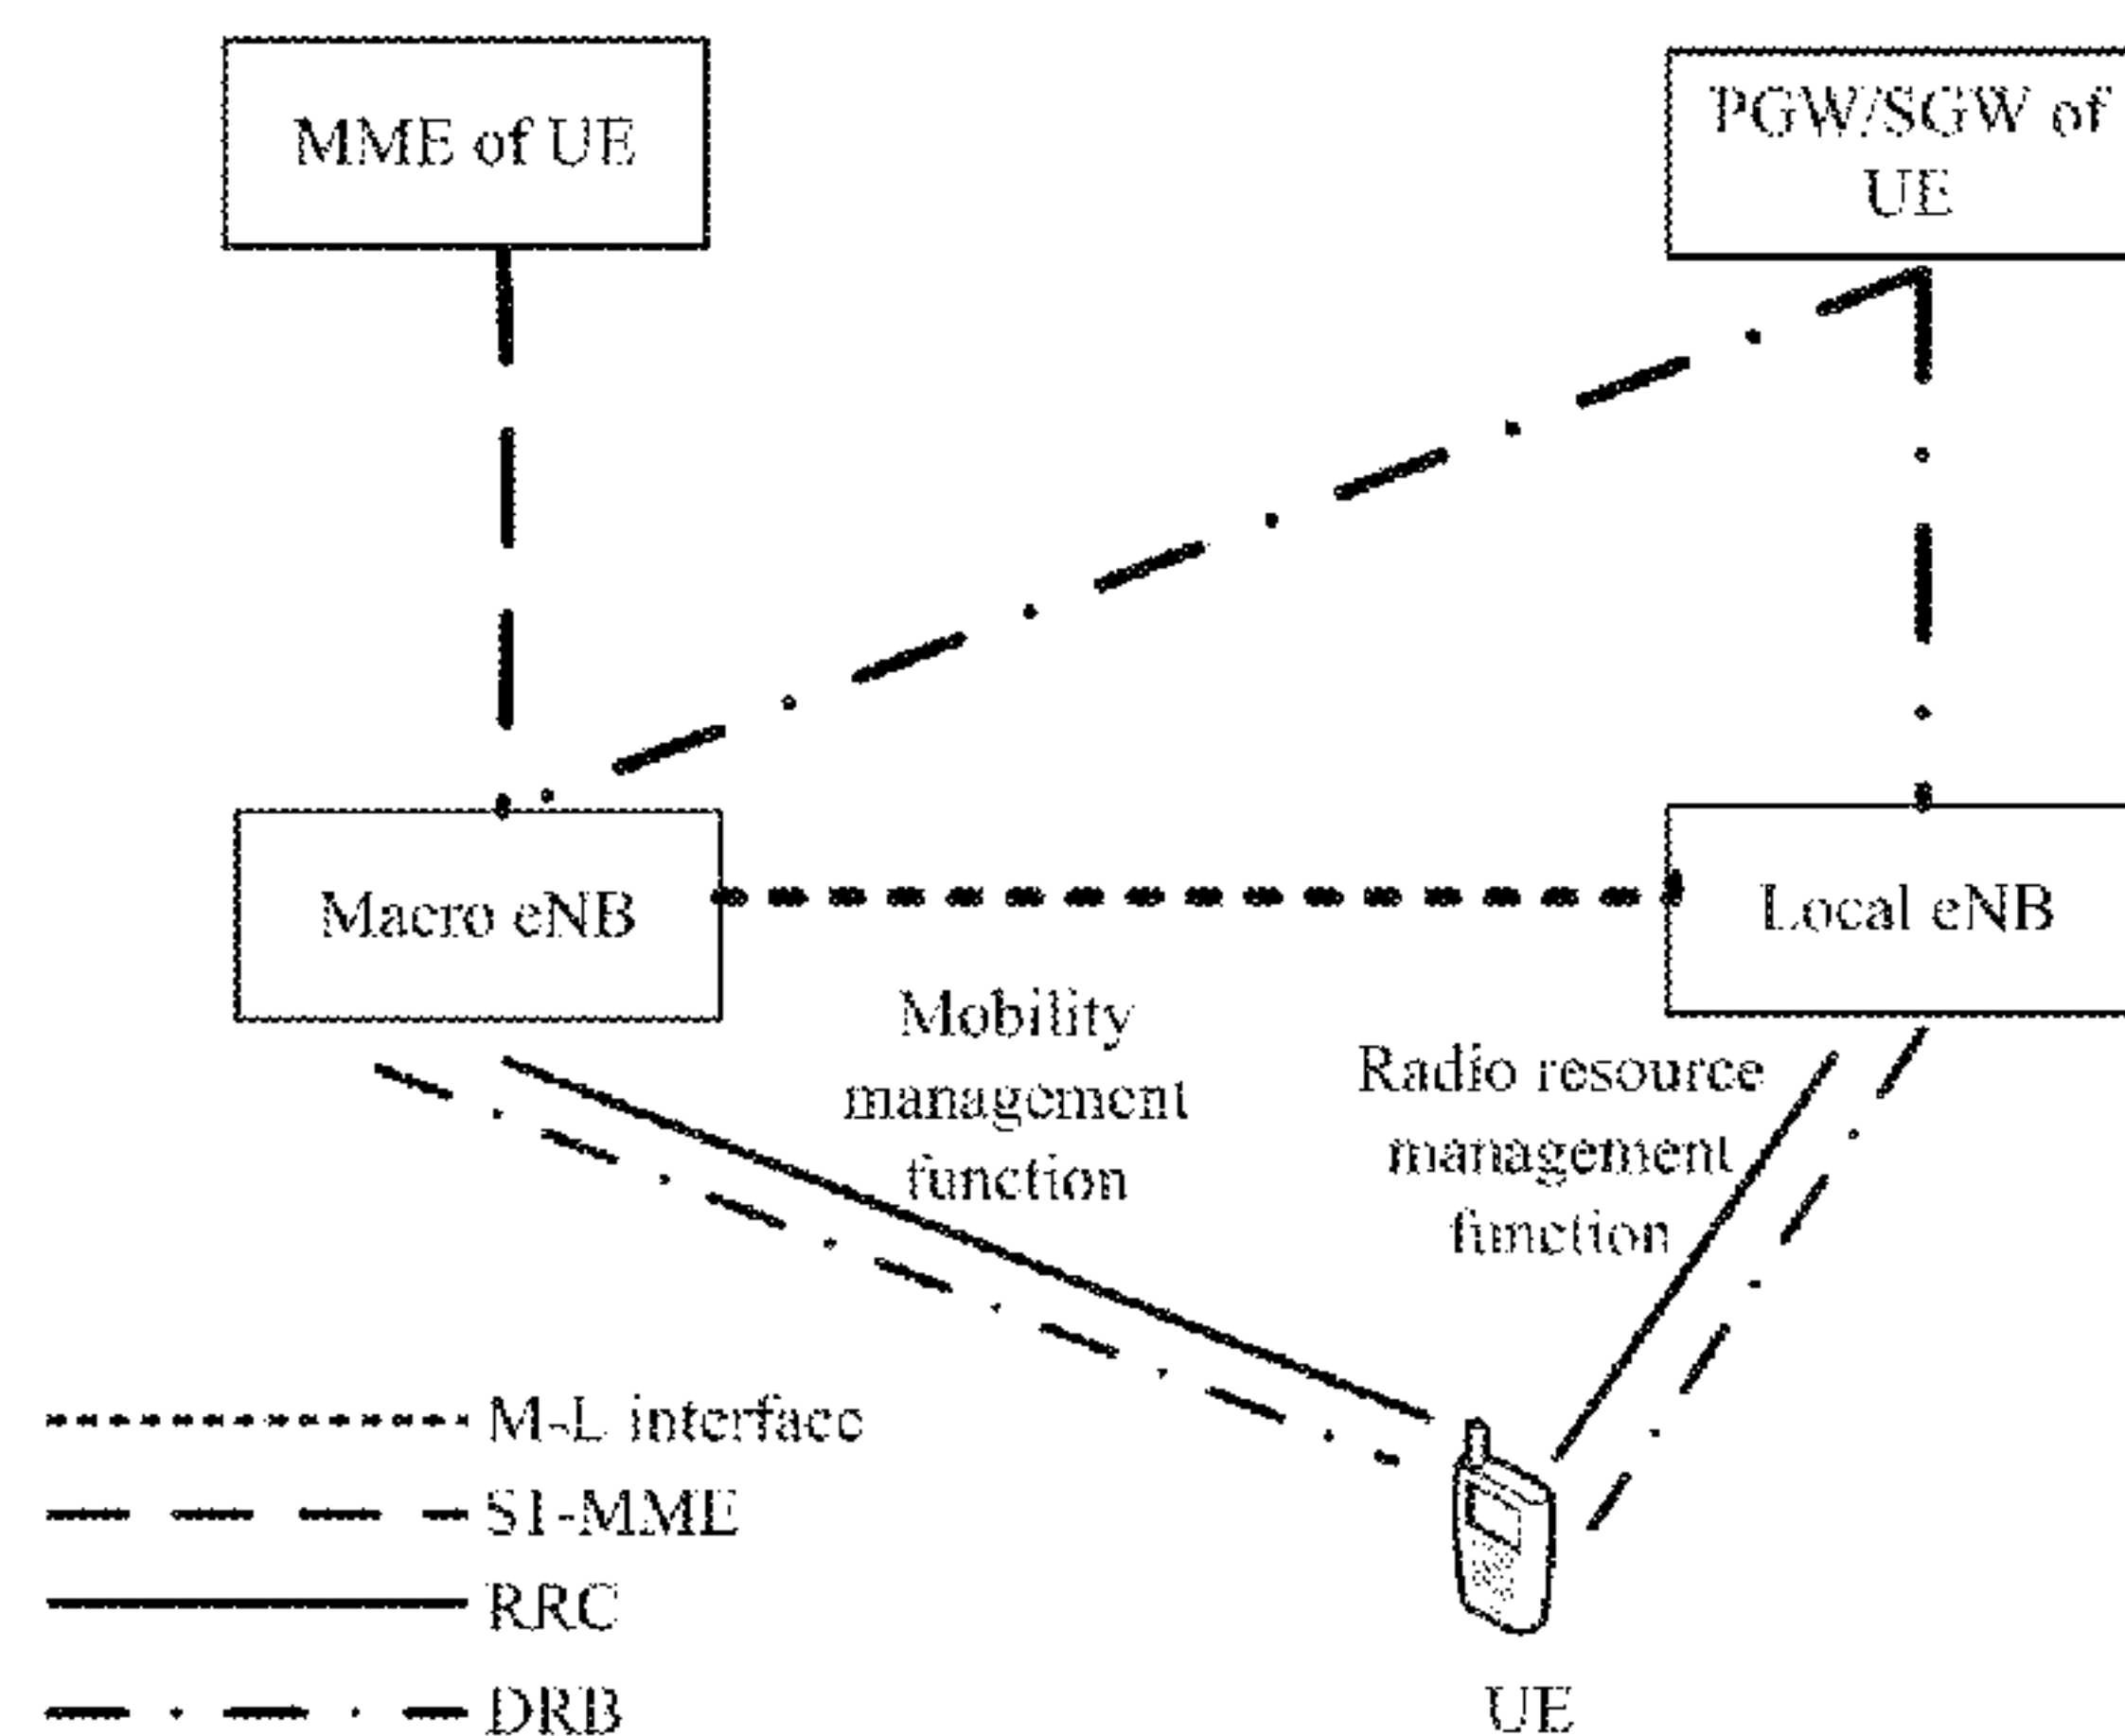 MME of UE
PGW/SGW of
UE
Macro eNB
Local eNB
Mobility
management
function
Radio resource
management
function
M-L interface
S1-MME
RRC
DRB
UE